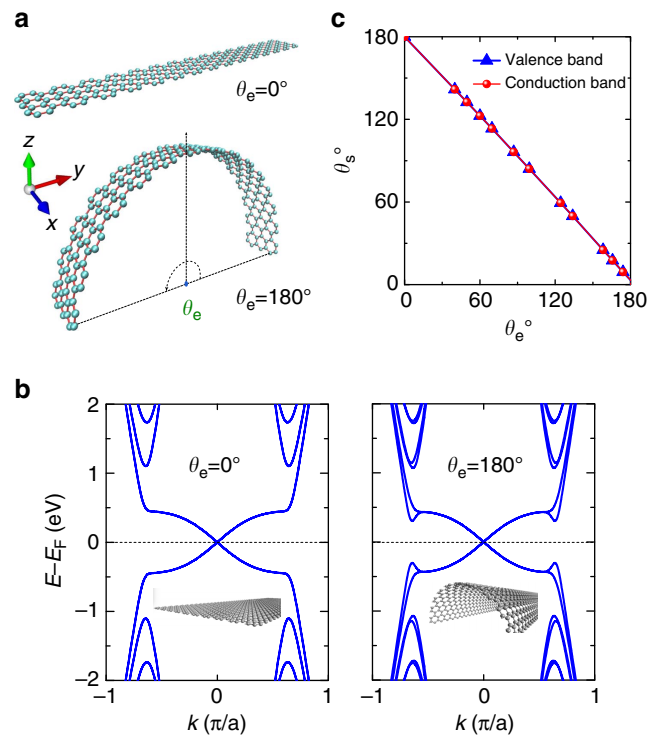 a
θe=0°
z
y
x
θe
θe=180°
c
180
120
60
0
θs°
Valence band
Conduction band
0
60
120
180
θe°
b
2
1
0
−1
−2
E−EF (eV)
θe=0°
−1
0
1
k (π/a)
θe=180°
−1
0
1
k (π/a)